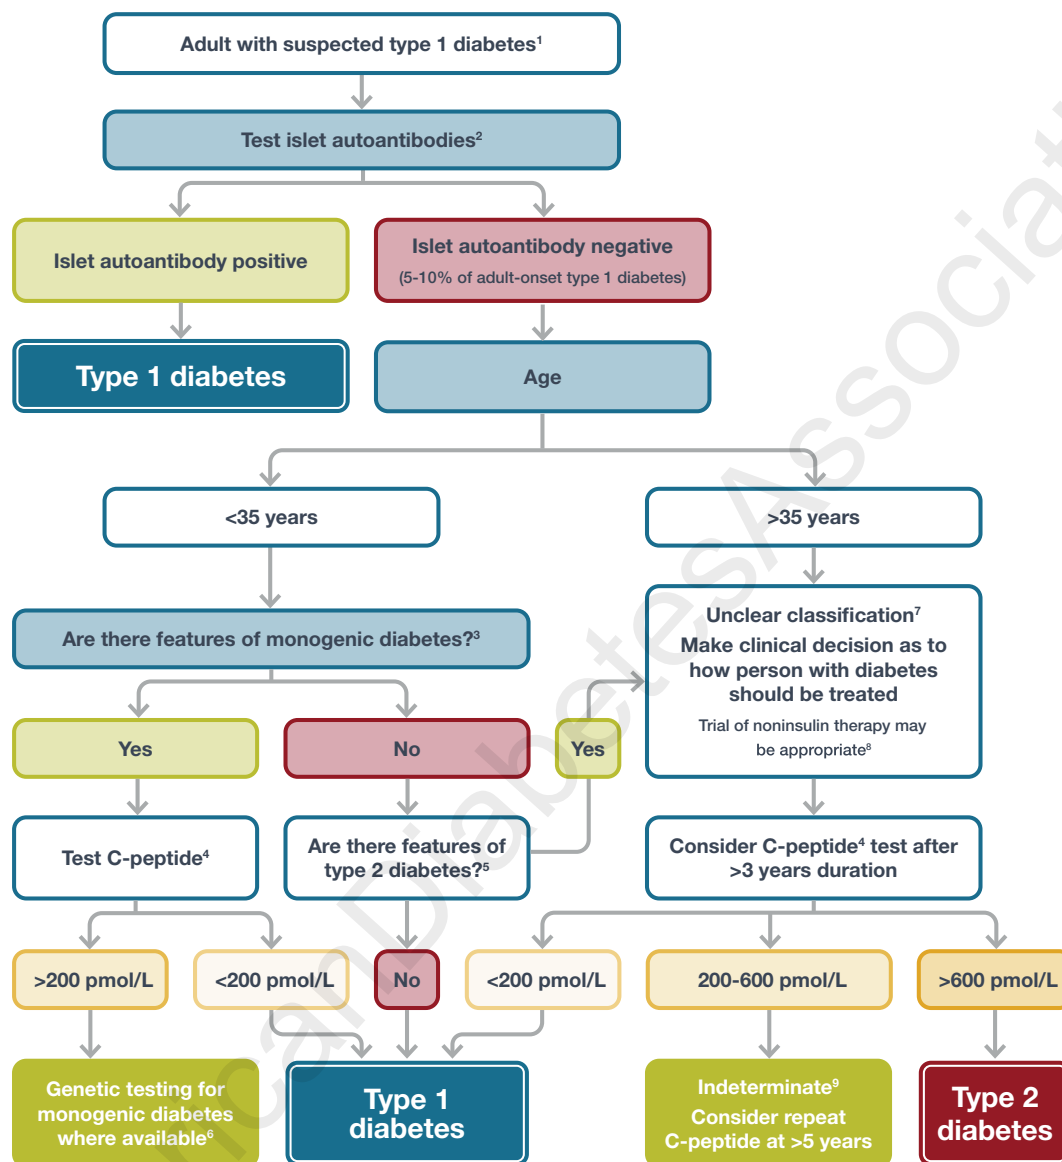 Adult with suspected type 1 diabetes¹
Test islet autoantibodies²
Islet autoantibody positive
Islet autoantibody negative
(5-10% of adult-onset type 1 diabetes)
Type 1 diabetes
Age
<35 years
>35 years
Are there features of monogenic diabetes?³
Unclear classification⁷
Make clinical decision as to
how person with diabetes
should be treated
Trial of noninsulin therapy may
be appropriate⁸
Yes
No
Yes
Test C-peptide⁴
Are there features of
type 2 diabetes?⁵
Consider C-peptide⁴ test after
>3 years duration
>200 pmol/L
<200 pmol/L
No
<200 pmol/L
200-600 pmol/L
>600 pmol/L
Genetic testing for
monogenic diabetes
where available⁶
Type 1
diabetes
Indeterminate⁹
Consider repeat
C-peptide at >5 years
Type 2
diabetes